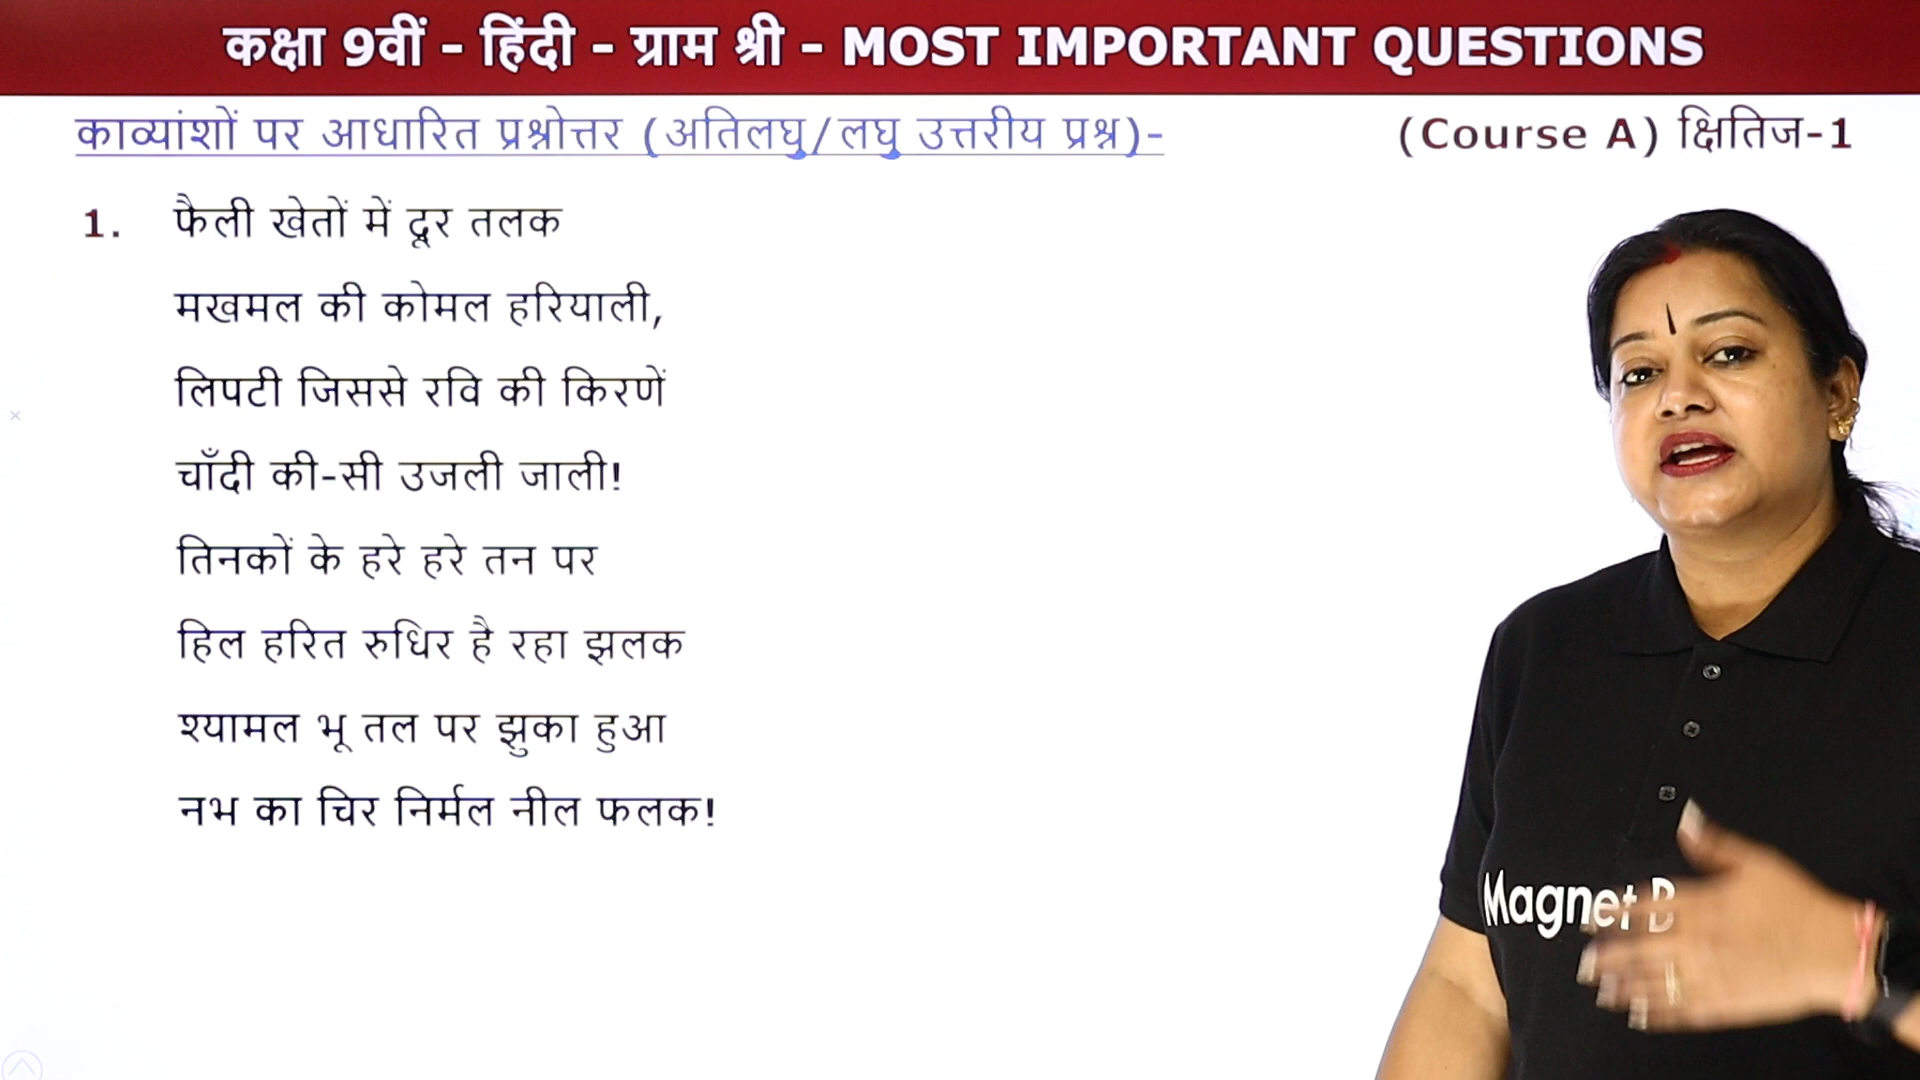 कक्षा 9वीं - हिंदी - ग्राम श्री - MOST IMPORTANT QUESTIONS
काव्यांशों पर आधारित प्रश्नोत्तर (अतिलघु/लघु उत्तरीय प्रश्न)- (Course A) क्षितिज-1
1. फैली खेतों में दूर तलक
मखमल की कोमल हरियाली,
लिपटी जिससे रवि की किरणें
चाँदी की-सी उजली जाली!
तिनकों के हरे हरे तन पर
हिल हरित रुधिर है रहा झलक
श्यामल भू तल पर झुका हुआ
नभ का चिर निर्मल नील फलक!
Magnet B